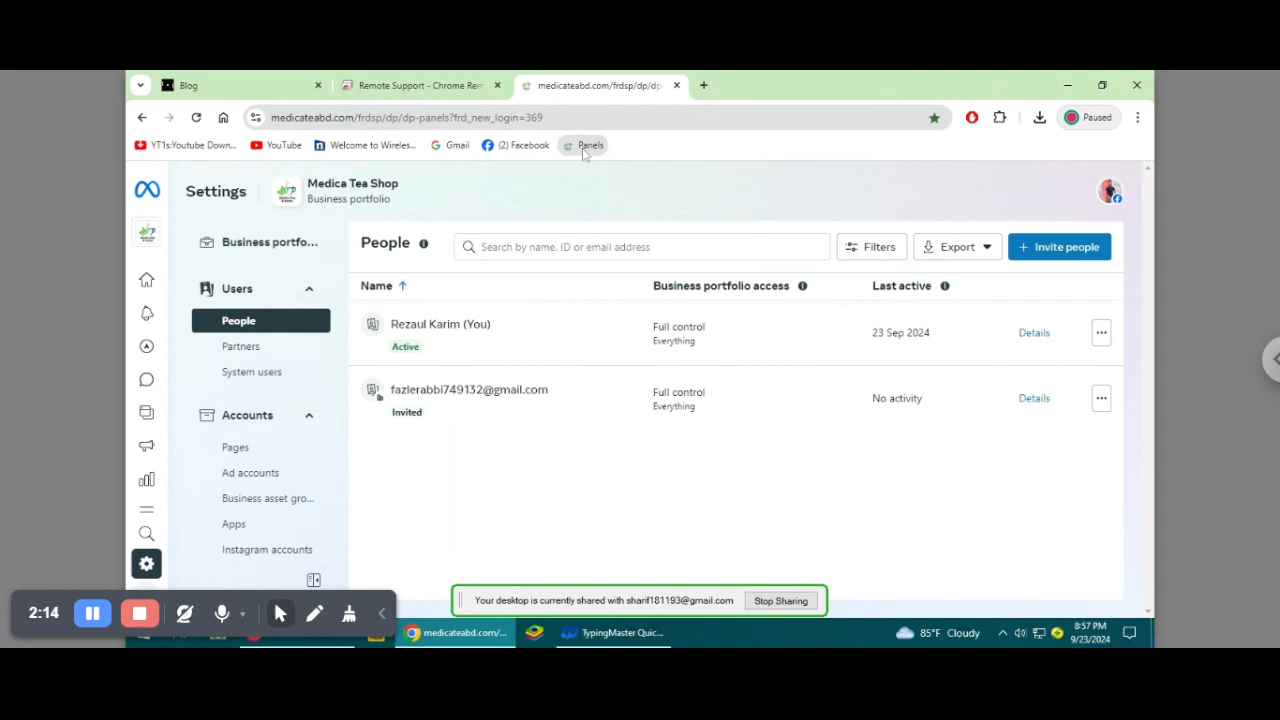 Blog
Remote Support - Chrome Rem
medicateabd.com/frdsp/dp/dp
medicateabd.com/frdsp/dp/dp-panels?frd_new_login=369
Paused
YT1s:Youtube Down...
YouTube
Welcome to Wireles...
Gmail
(2) Facebook
Panels
Settings
Medica Tea Shop
Business portfolio
Business portfo...
Users
People
Partners
System users
Accounts
Pages
Ad accounts
Business asset gro...
Apps
Instagram accounts
People
Search by name, ID or email address
Filters
Export
+ Invite people
Name ↑
Business portfolio access
Last active
Rezaul Karim (You)
Active
Full control
Everything
23 Sep 2024
Details
fazlerabbi749132@gmail.com
Invited
Full control
Everything
No activity
Details
Your desktop is currently shared with sharif181193@gmail.com
Stop Sharing
2:14
medicateabd.com/...
TypingMaster Quic...
85°F Cloudy
8:57 PM
9/23/2024